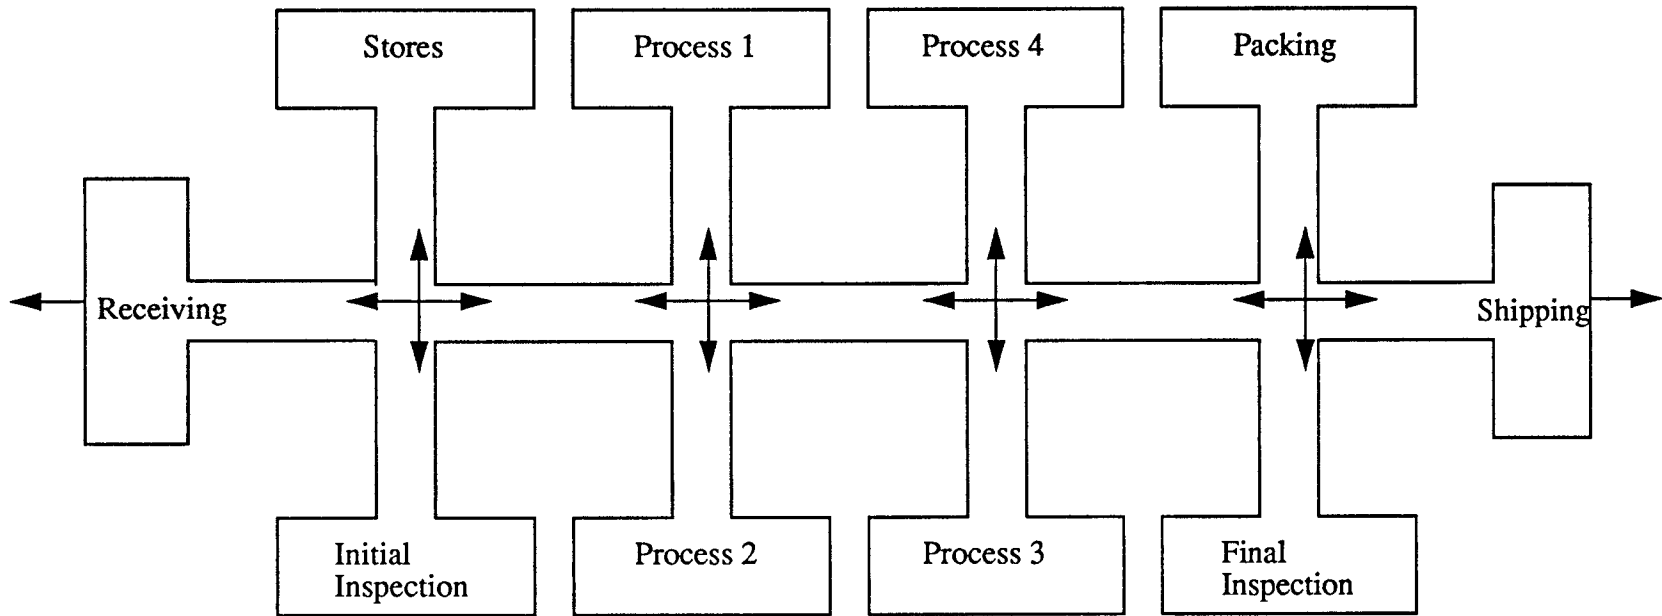 Stores
Process 1
Process 4
Packing
Receiving
Shipping
Initial
Inspection
Process 2
Process 3
Final
Inspection